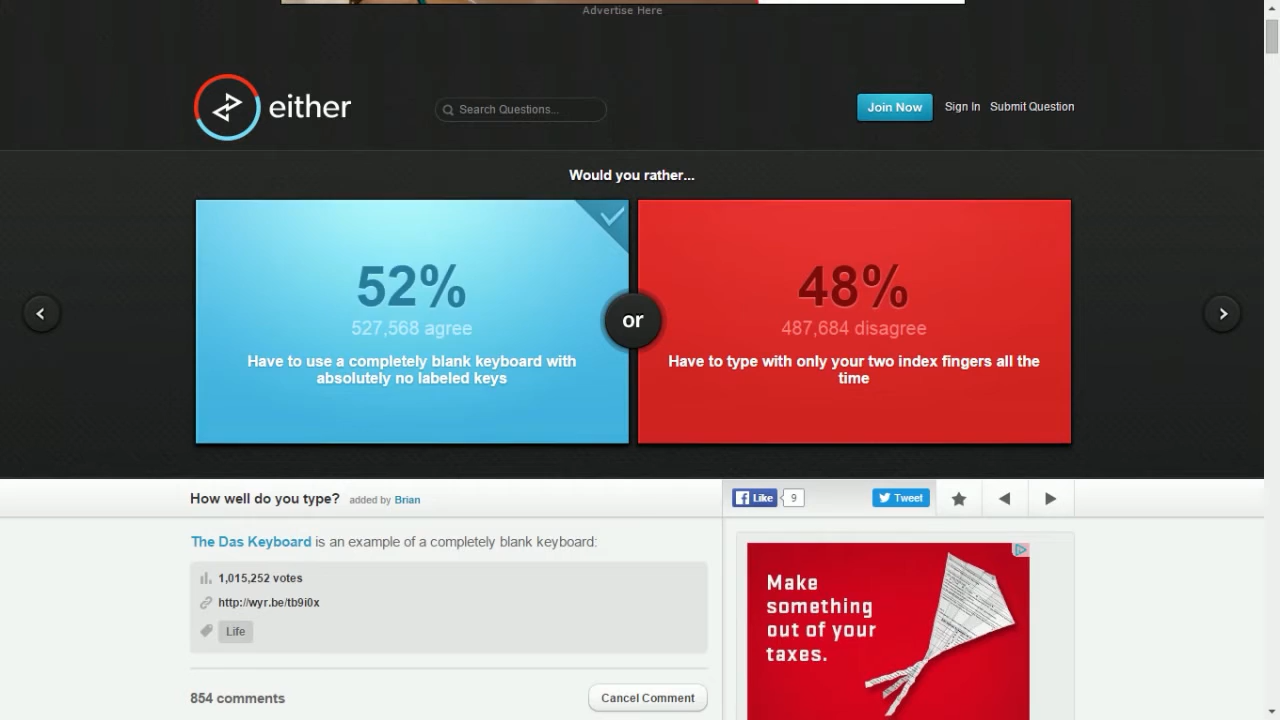 Advertise Here
either
Search Questions...
Join Now
Sign In
Submit Question
Would you rather...
52%
527,568 agree
Have to use a completely blank keyboard with
absolutely no labeled keys
or
48%
487,684 disagree
Have to type with only your two index fingers all the
time
How well do you type? added by Brian
Like
9
Tweet
The Das Keyboard is an example of a completely blank keyboard:
1,015,252 votes
http://wyr.be/tb9i0x
Life
854 comments
Cancel Comment
Make
something
out of your
taxes.